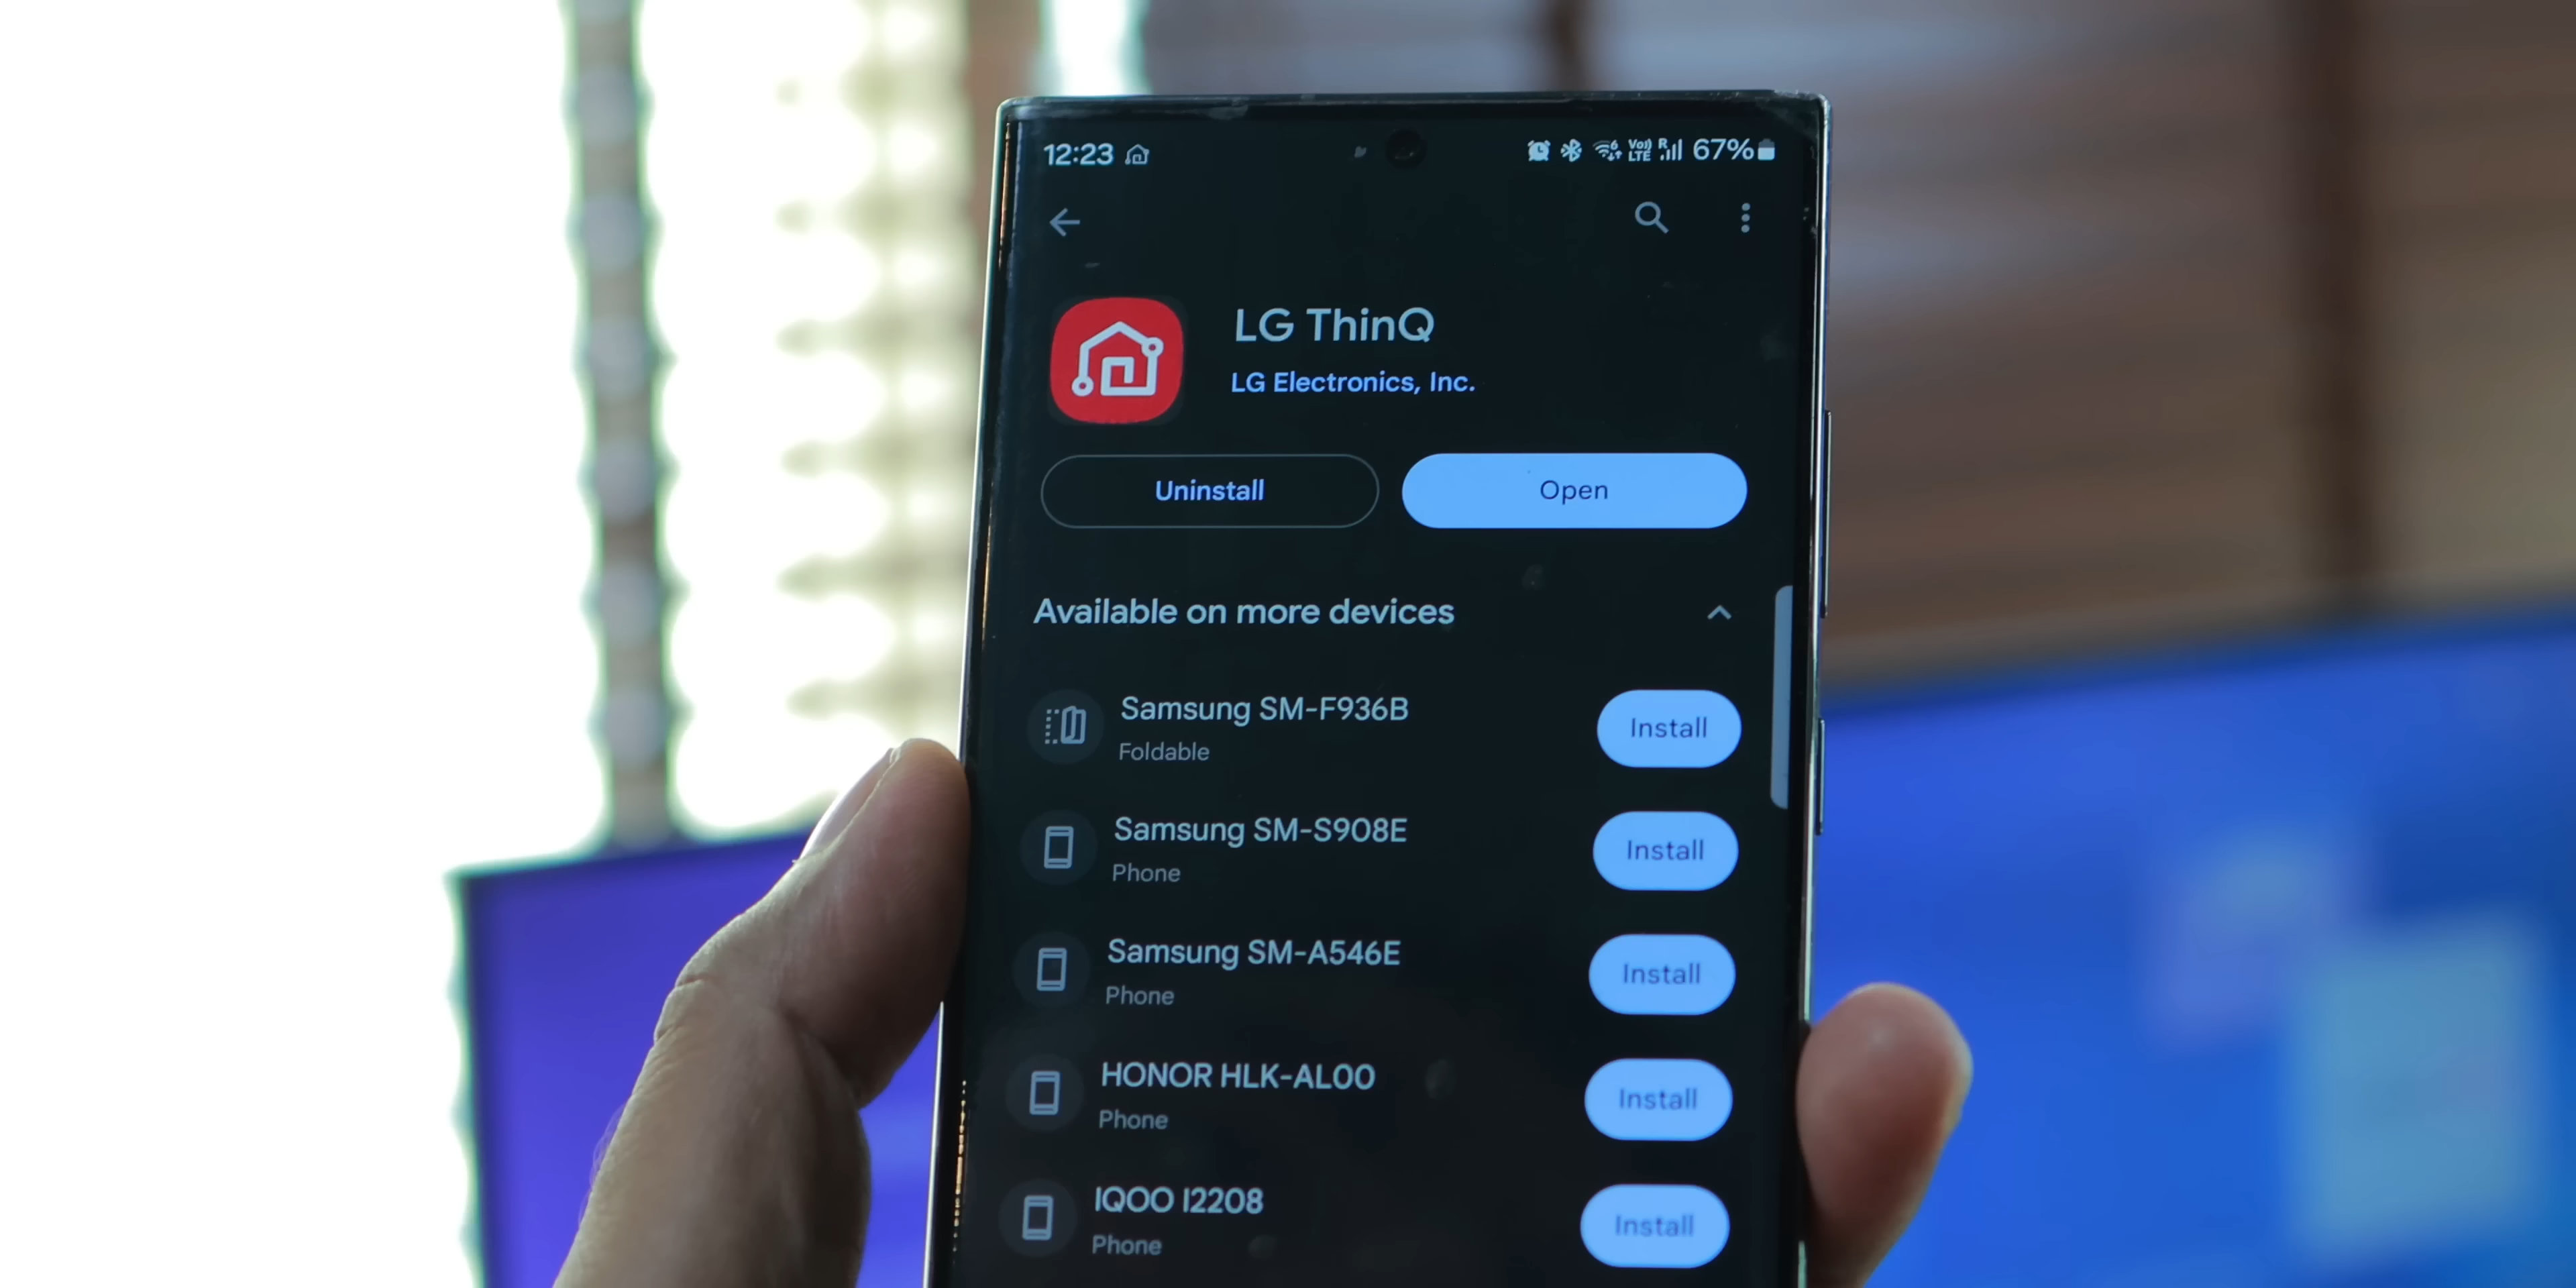 12:23 Vo)) LTE R 67%
LG ThinQ
LG Electronics, Inc.
Uninstall
Open
Available on more devices
Samsung SM-F936B
Foldable
Install
Samsung SM-S908E
Phone
Install
Samsung SM-A546E
Phone
Install
HONOR HLK-AL00
Phone
Install
IQOO I2208
Phone
Install